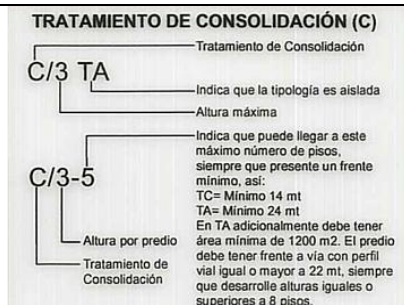 TRATAMIENTO DE CONSOLIDACIÓN (C)
Tratamiento de Consolidación
C/3 TA
Indica que la tipología es aislada
Altura máxima
Indica que puede llegar a este
máximo número de pisos,
siempre que presente un frente
mínimo, así:
TC= Mínimo 14 mt
TA= Mínimo 24 mt
En TA adicionalmente debe tener
área mínima de 1200 m2. El predio
debe tener frente a vía con perfil
vial igual o mayor a 22 mt, siempre
que desarrolle alturas iguales o
superiores a 8 pisos.
C/3-5
Altura por predio
Tratamiento de
Consolidación